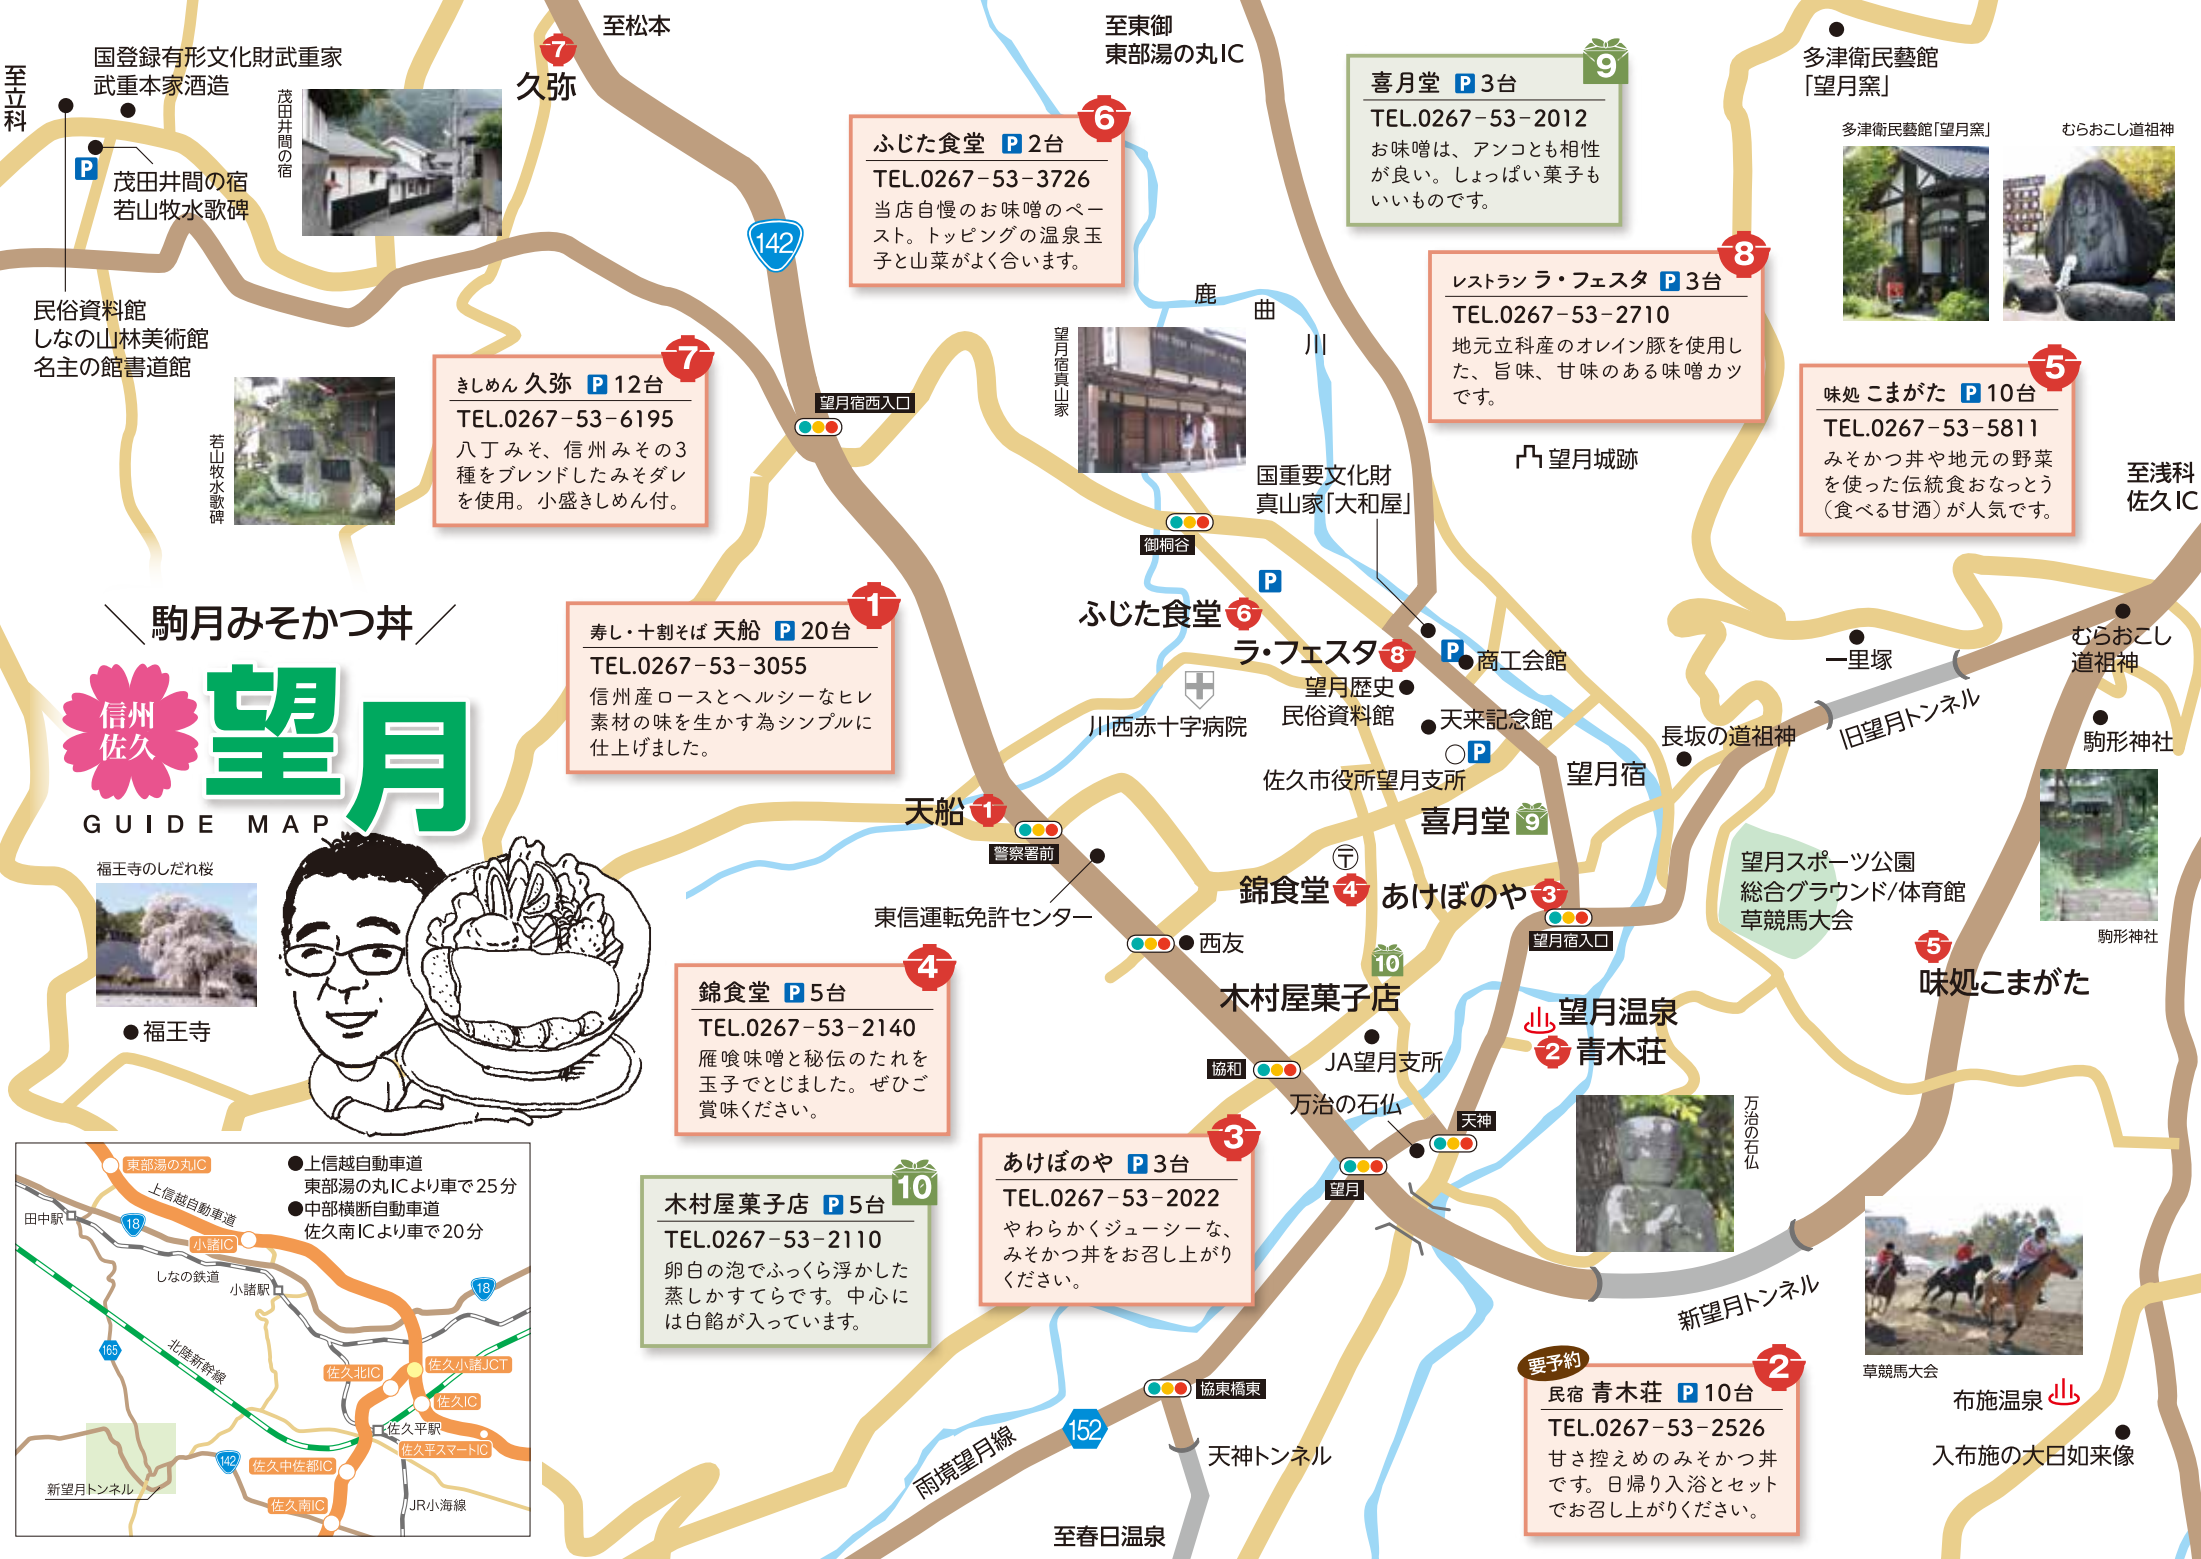 至松本
至東御
東部湯の丸IC
至立科
国登録有形文化財武重家
武重本家酒造
茂田井間の宿
茂田井間の宿
若山牧水歌碑
P
民俗資料館
しなの山林美術館
名主の館書道館
若山牧水歌碑
7
久弥
142
6
ふじた食堂 P 2台
TEL.0267-53-3726
当店自慢のお味噌のペー
スト。トッピングの温泉玉
子と山菜がよく合います。
9
喜月堂 P 3台
TEL.0267-53-2012
お味噌は、アンコとも相性
が良い。しょっぱい菓子も
いいものです。
8
レストラン ラ・フェスタ P 3台
TEL.0267-53-2710
地元立科産のオレイン豚を使用し
た、旨味、甘味のある味噌カツ
です。
多津衛民藝館
「望月窯」
多津衛民藝館「望月窯」
むらおこし道祖神
5
味処 こまがた P 10台
TEL.0267-53-5811
みそかつ丼や地元の野菜
を使った伝統食おなっとう
（食べる甘酒）が人気です。
至浅科
佐久IC
7
きしめん 久弥 P 12台
TEL.0267-53-6195
八丁みそ、信州みその3
種をブレンドしたみそダレ
を使用。小盛きしめん付。
望月宿西入口
鹿
曲
川
望月宿真山家
国重要文化財
真山家「大和屋」
望月城跡
御桐谷
P
ふじた食堂 6
ラ・フェスタ 8
P
商工会館
望月歴史
民俗資料館
天来記念館
P
佐久市役所望月支所
川西赤十字病院
望月宿
喜月堂 9
長坂の道祖神
一里塚
旧望月トンネル
むらおこし
道祖神
駒形神社
駒形神社
駒月みそかつ丼
信州
佐久
望月
GUIDE MAP
福王寺のしだれ桜
福王寺
1
寿し・十割そば 天船 P 20台
TEL.0267-53-3055
信州産ロースとヘルシーなヒレ
素材の味を生かす為シンプルに
仕上げました。
天船 1
警察署前
東信運転免許センター
西友
〒
錦食堂 4
あけぼのや 3
望月宿入口
望月スポーツ公園
総合グラウンド/体育館
草競馬大会
5
味処こまがた
10
木村屋菓子店
JA望月支所
望月温泉
2 青木荘
協和
万治の石仏
天神
望月
万治の石仏
4
錦食堂 P 5台
TEL.0267-53-2140
雁喰味噌と秘伝のたれを
玉子でとじました。ぜひご
賞味ください。
3
あけぼのや P 3台
TEL.0267-53-2022
やわらかくジューシーな、
みそかつ丼をお召し上がり
ください。
10
木村屋菓子店 P 5台
TEL.0267-53-2110
卵白の泡でふっくら浮かした
蒸しかすてらです。中心に
は白餡が入っています。
新望月トンネル
草競馬大会
布施温泉
入布施の大日如来像
要予約
2
民宿 青木荘 P 10台
TEL.0267-53-2526
甘さ控えめのみそかつ丼
です。日帰り入浴とセット
でお召し上がりください。
協東橋東
152
雨境望月線
天神トンネル
至春日温泉
●上信越自動車道
東部湯の丸ICより車で25分
●中部横断自動車道
佐久南ICより車で20分
東部湯の丸IC
上信越自動車道
田中駅
18
小諸IC
しなの鉄道
小諸駅
18
165
北陸新幹線
佐久北IC
佐久小諸JCT
佐久IC
佐久平駅
佐久平スマートIC
142
佐久中佐都IC
新望月トンネル
佐久南IC
JR小海線